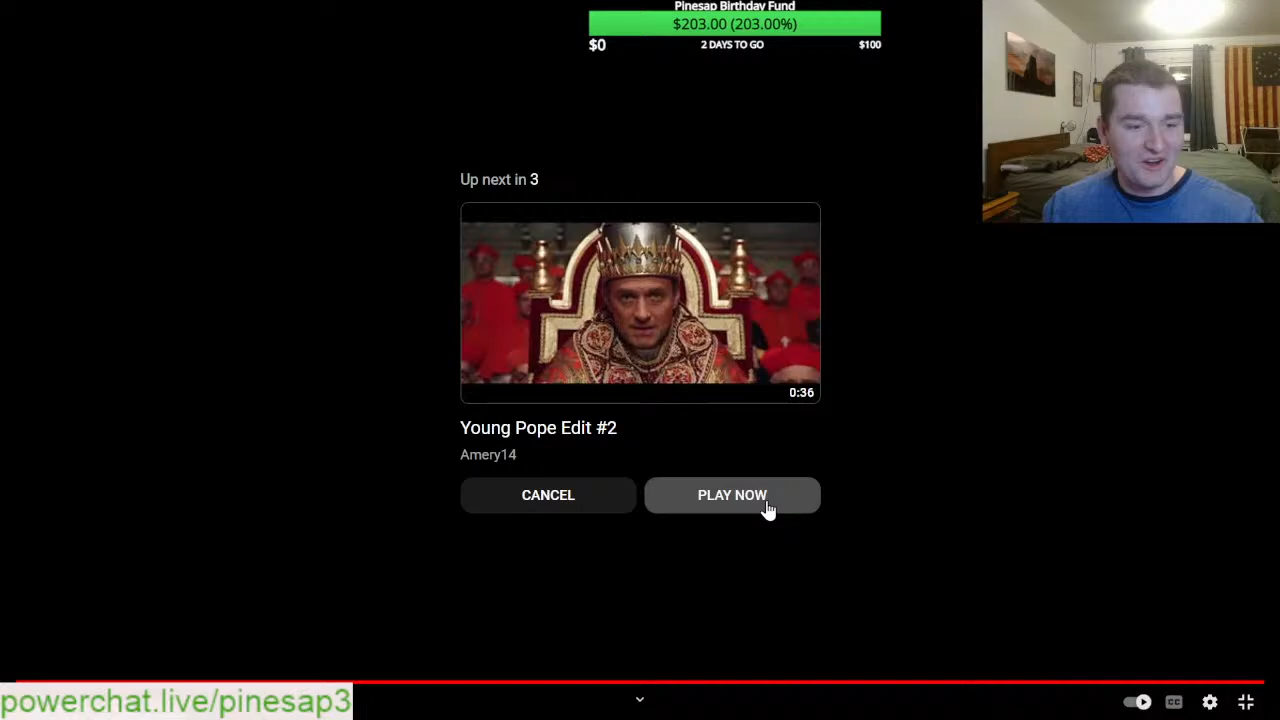 Pinesap Birthday Fund
$203.00 (203.00%)
$0 2 DAYS TO GO $100
Up next in 3
0:36
Young Pope Edit #2
Amery14
CANCEL PLAY NOW
powerchat.live/pinesap3
CC